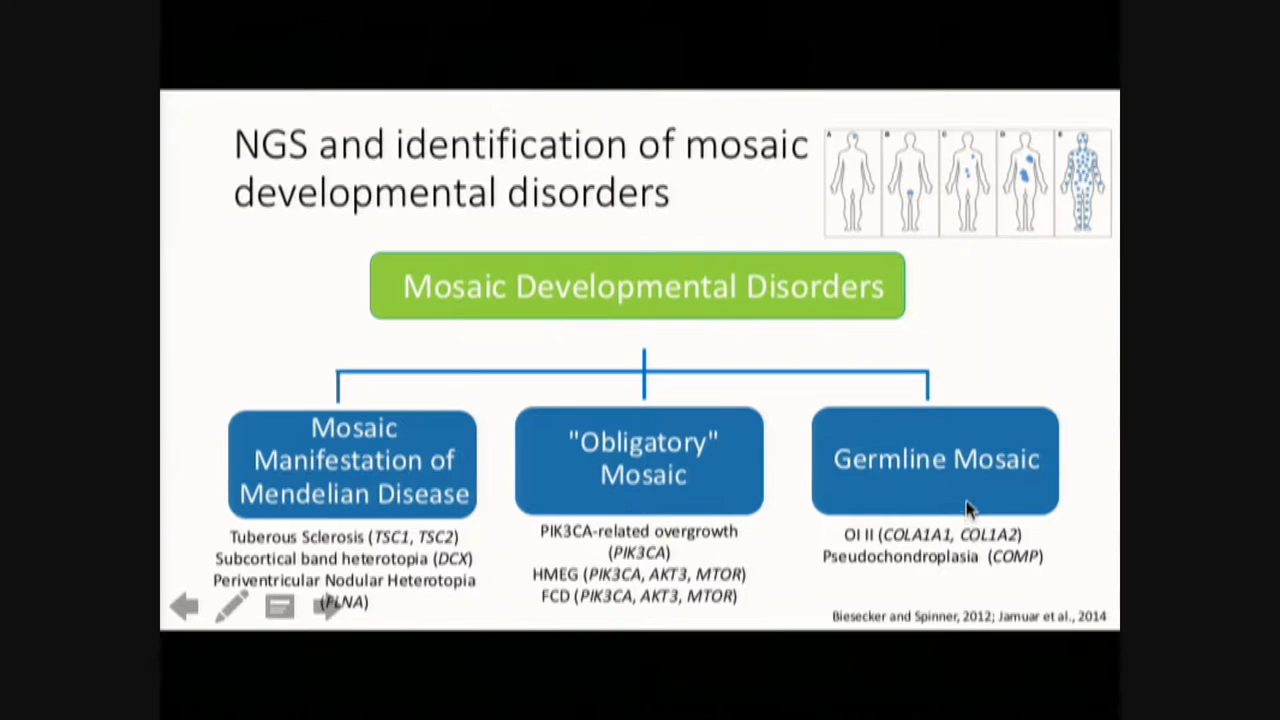 NGS and identification of mosaic
developmental disorders
A B C D E
Mosaic Developmental Disorders
Mosaic
Manifestation of
Mendelian Disease
"Obligatory"
Mosaic
Germline Mosaic
Tuberous Sclerosis (TSC1, TSC2)
Subcortical band heterotopia (DCX)
Periventricular Nodular Heterotopia
(FLNA)
PIK3CA-related overgrowth
(PIK3CA)
HMEG (PIK3CA, AKT3, MTOR)
FCD (PIK3CA, AKT3, MTOR)
OI II (COLA1A1, COL1A2)
Pseudochondroplasia (COMP)
Biesecker and Spinner, 2012; Jamuar et al., 2014